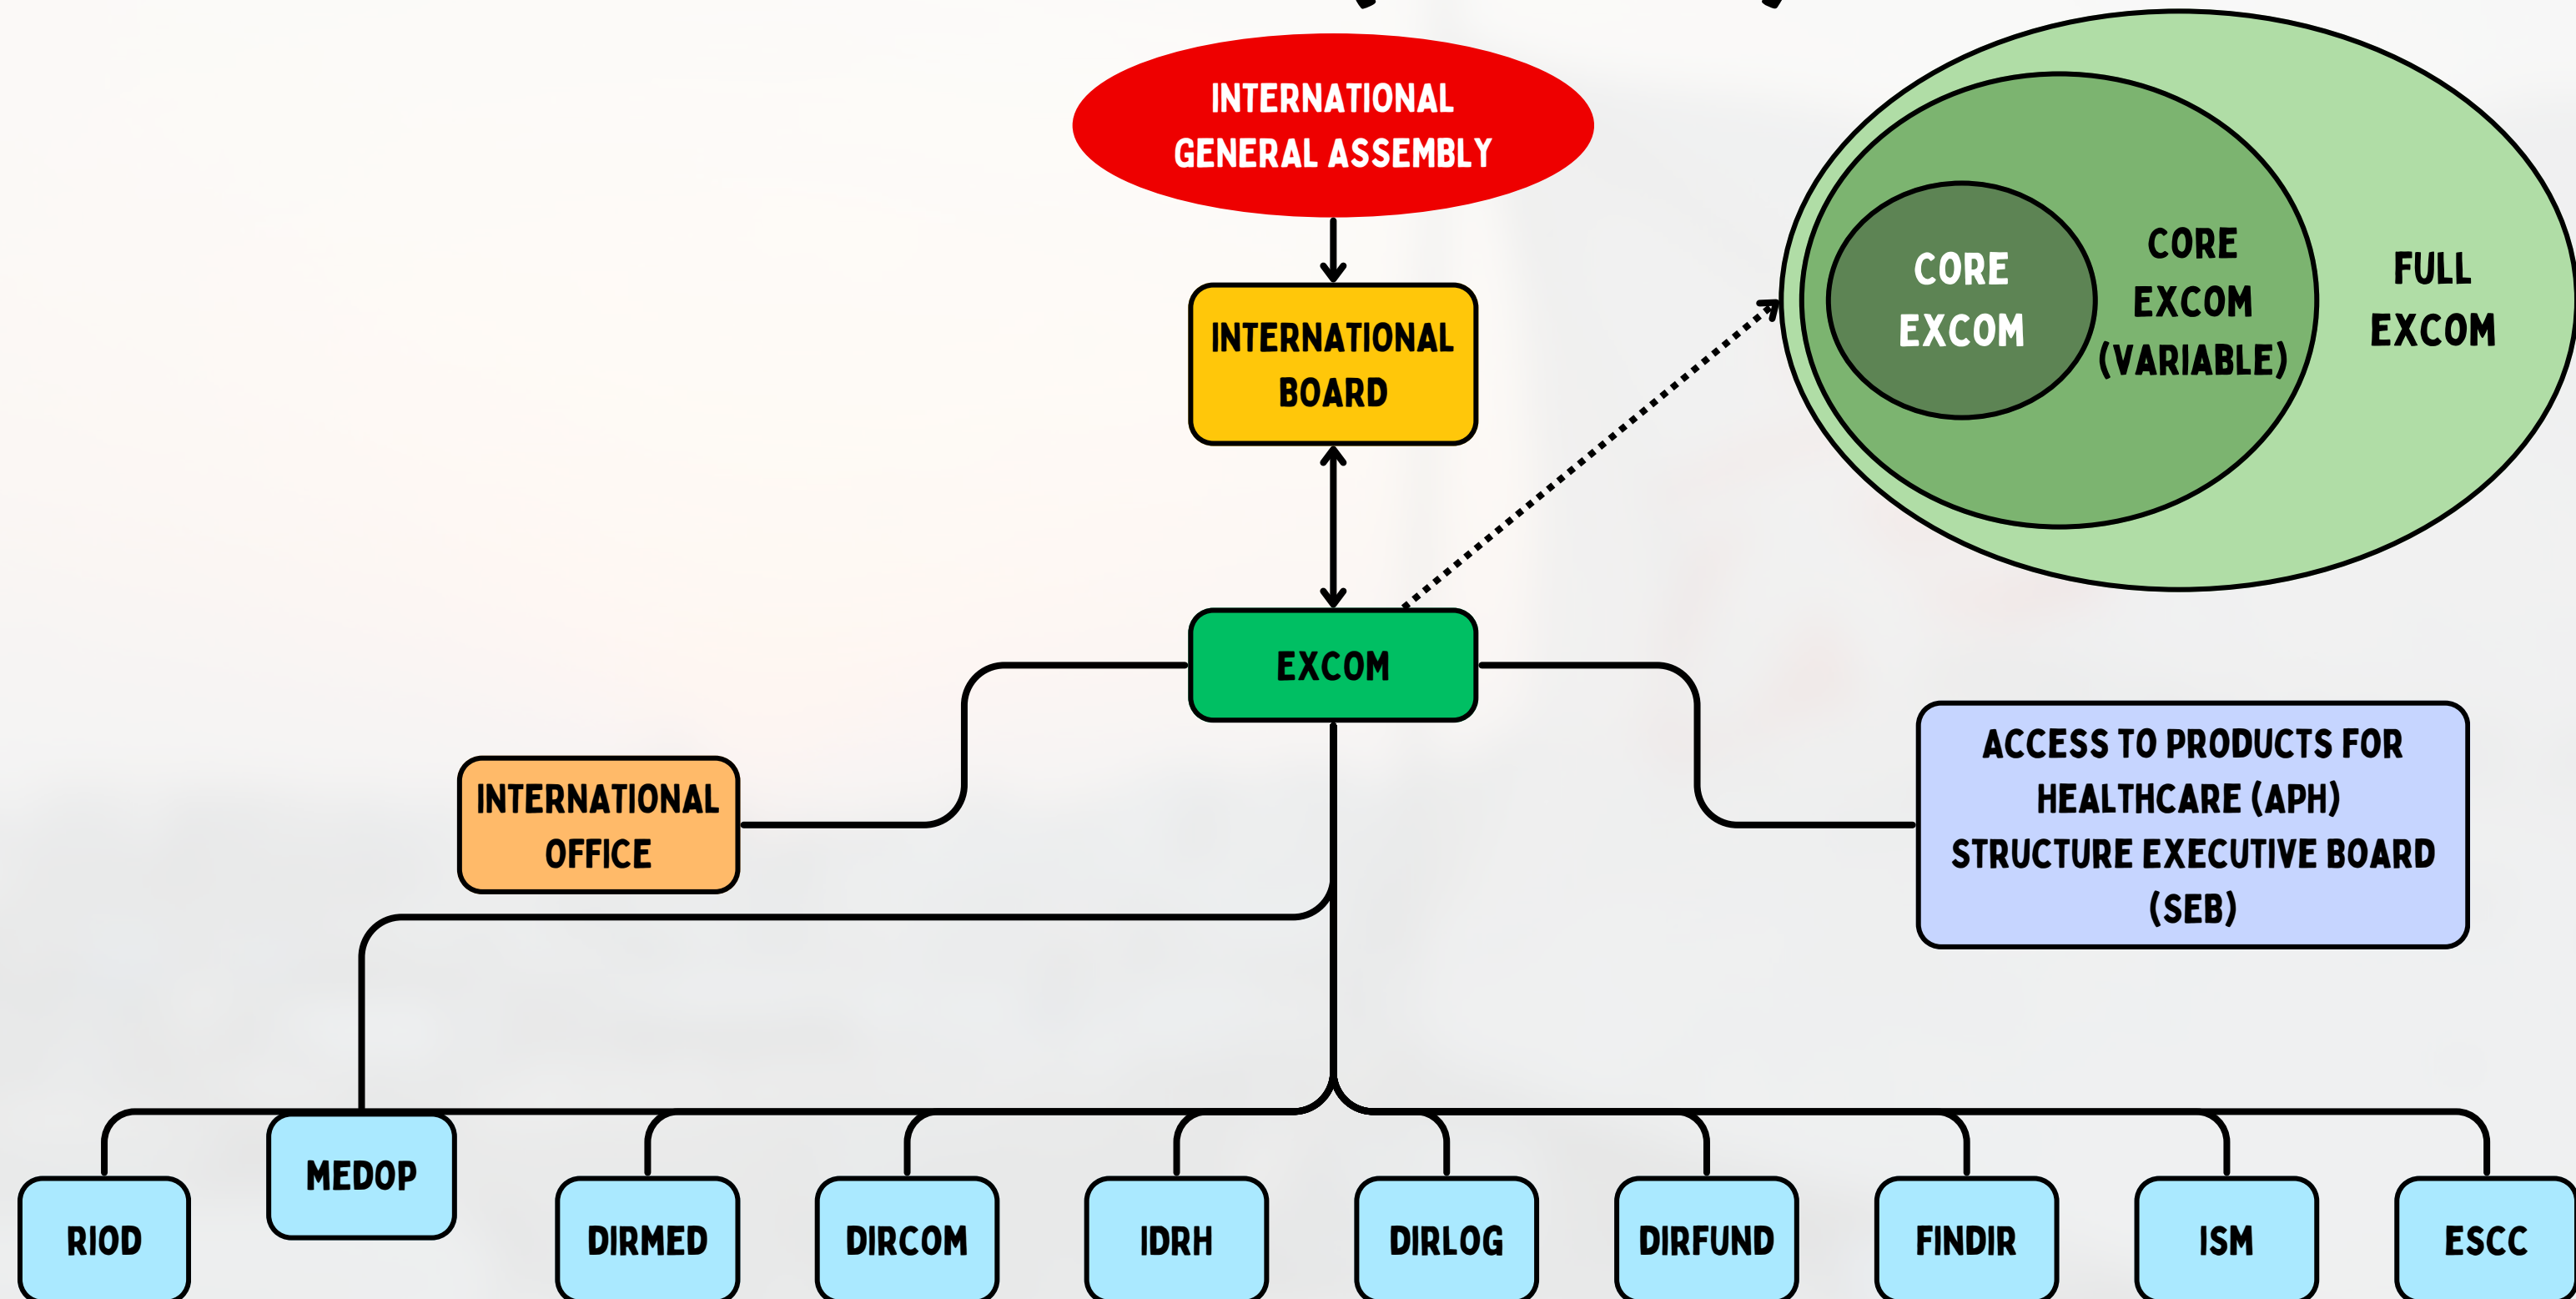 INTERNATIONAL
GENERAL ASSEMBLY
CORE
EXCOM
CORE
EXCOM
(VARIABLE)
FULL
EXCOM
INTERNATIONAL
BOARD
EXCOM
INTERNATIONAL
OFFICE
ACCESS TO PRODUCTS FOR
HEALTHCARE (APH)
STRUCTURE EXECUTIVE BOARD
(SEB)
RIOD
MEDOP
DIRMED
DIRCOM
IDRH
DIRLOG
DIRFUND
FINDIR
ISM
ESCC